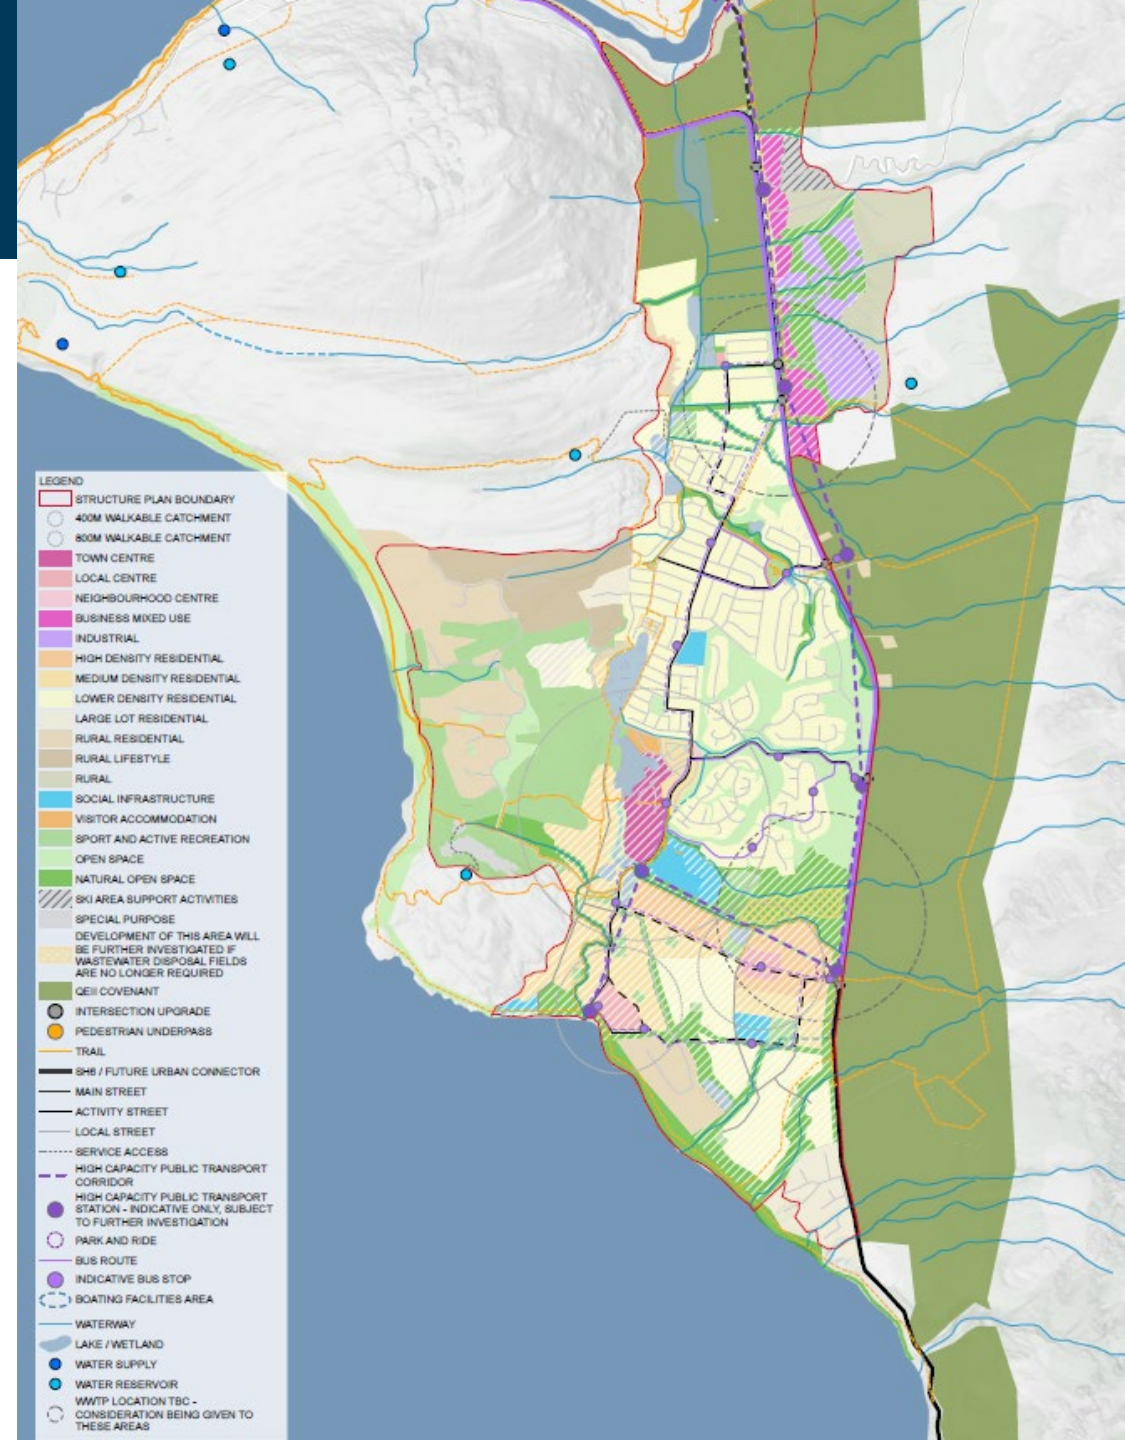 LEGEND
STRUCTURE PLAN BOUNDARY
400M WALKABLE CATCHMENT
800M WALKABLE CATCHMENT
TOWN CENTRE
LOCAL CENTRE
NEIGHBOURHOOD CENTRE
BUSINESS MIXED USE
INDUSTRIAL
HIGH DENSITY RESIDENTIAL
MEDIUM DENSITY RESIDENTIAL
LOWER DENSITY RESIDENTIAL
LARGE LOT RESIDENTIAL
RURAL RESIDENTIAL
RURAL LIFESTYLE
RURAL
SOCIAL INFRASTRUCTURE
VISITOR ACCOMMODATION
SPORT AND ACTIVE RECREATION
OPEN SPACE
NATURAL OPEN SPACE
SKI AREA SUPPORT ACTIVITIES
SPECIAL PURPOSE
DEVELOPMENT OF THIS AREA WILL
BE FURTHER INVESTIGATED IF
WASTEWATER DISPOSAL FIELDS
ARE NO LONGER REQUIRED
QEII COVENANT
INTERSECTION UPGRADE
PEDESTRIAN UNDERPASS
TRAIL
SH6 / FUTURE URBAN CONNECTOR
MAIN STREET
ACTIVITY STREET
LOCAL STREET
SERVICE ACCESS
HIGH CAPACITY PUBLIC TRANSPORT
CORRIDOR
HIGH CAPACITY PUBLIC TRANSPORT
STATION - INDICATIVE ONLY, SUBJECT
TO FURTHER INVESTIGATION
PARK AND RIDE
BUS ROUTE
INDICATIVE BUS STOP
BOATING FACILITIES AREA
WATERWAY
LAKE / WETLAND
WATER SUPPLY
WATER RESERVOIR
WWTP LOCATION TBC -
CONSIDERATION BEING GIVEN TO
THESE AREAS